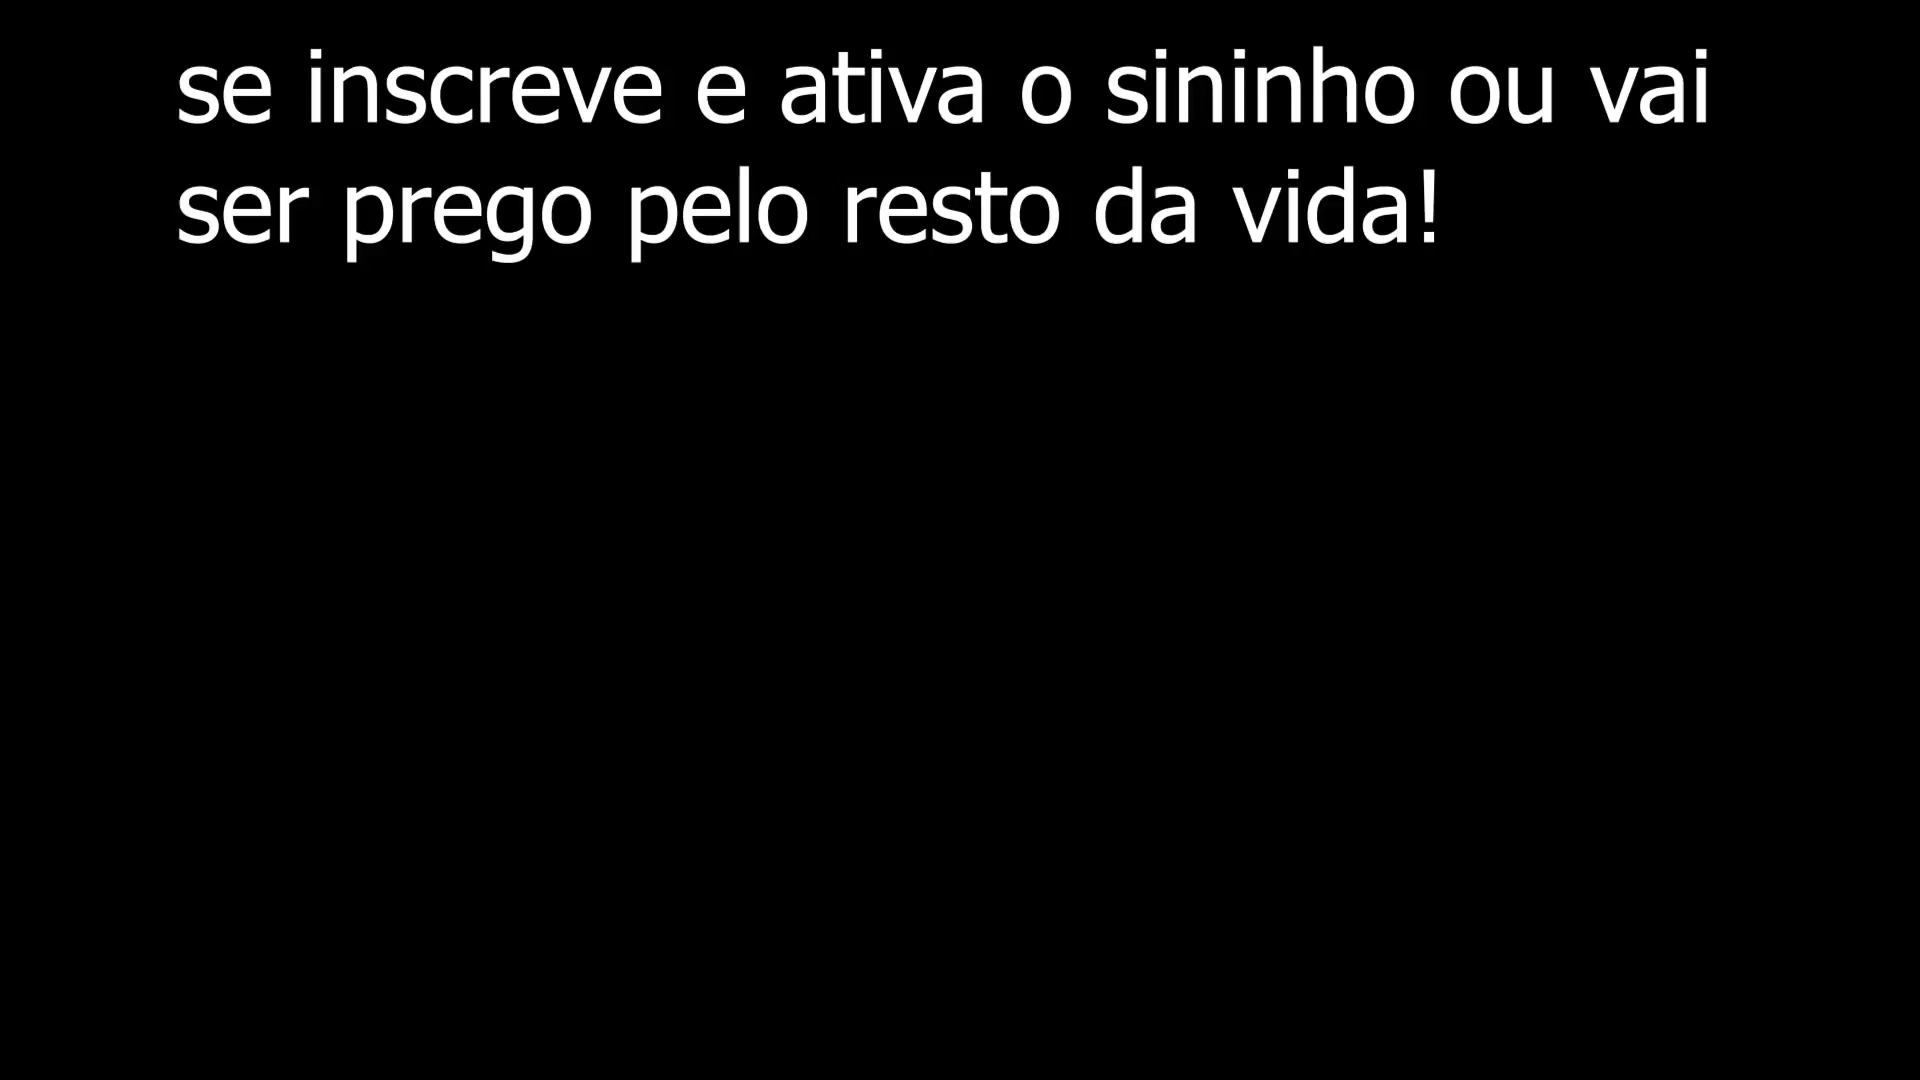 se inscreve e ativa o sininho ou vai
ser prego pelo resto da vida!